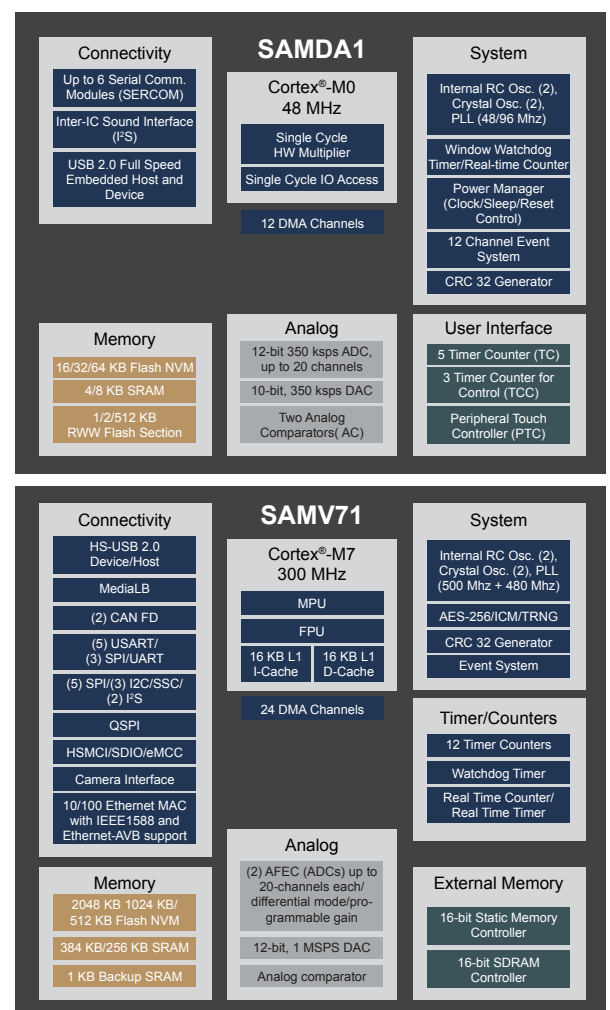 SAMDA1
Connectivity
Up to 6 Serial Comm.
Modules (SERCOM)
Inter-IC Sound Interface
(I²S)
USB 2.0 Full Speed
Embedded Host and
Device
Cortex®-M0
48 MHz
Single Cycle
HW Multiplier
Single Cycle IO Access
12 DMA Channels
System
Internal RC Osc. (2),
Crystal Osc. (2),
PLL (48/96 Mhz)
Window Watchdog
Timer/Real-time Counter
Power Manager
(Clock/Sleep/Reset
Control)
12 Channel Event
System
CRC 32 Generator
Memory
16/32/64 KB Flash NVM
4/8 KB SRAM
1/2/512 KB
RWW Flash Section
Analog
12-bit 350 ksps ADC,
up to 20 channels
10-bit, 350 ksps DAC
Two Analog
Comparators( AC)
User Interface
5 Timer Counter (TC)
3 Timer Counter for
Control (TCC)
Peripheral Touch
Controller (PTC)
SAMV71
Connectivity
HS-USB 2.0
Device/Host
MediaLB
(2) CAN FD
(5) USART/
(3) SPI/UART
(5) SPI/(3) I2C/SSC/
(2) I²S
QSPI
HSMCI/SDIO/eMCC
Camera Interface
10/100 Ethernet MAC
with IEEE1588 and
Ethernet-AVB support
Cortex®-M7
300 MHz
MPU
FPU
16 KB L1
I-Cache
16 KB L1
D-Cache
24 DMA Channels
System
Internal RC Osc. (2),
Crystal Osc. (2), PLL
(500 Mhz + 480 Mhz)
AES-256/ICM/TRNG
CRC 32 Generator
Event System
Timer/Counters
12 Timer Counters
Watchdog Timer
Real Time Counter/
Real Time Timer
Memory
2048 KB 1024 KB/
512 KB Flash NVM
384 KB/256 KB SRAM
1 KB Backup SRAM
Analog
(2) AFEC (ADCs) up to
20-channels each/
differential mode/pro-
grammable gain
12-bit, 1 MSPS DAC
Analog comparator
External Memory
16-bit Static Memory
Controller
16-bit SDRAM
Controller